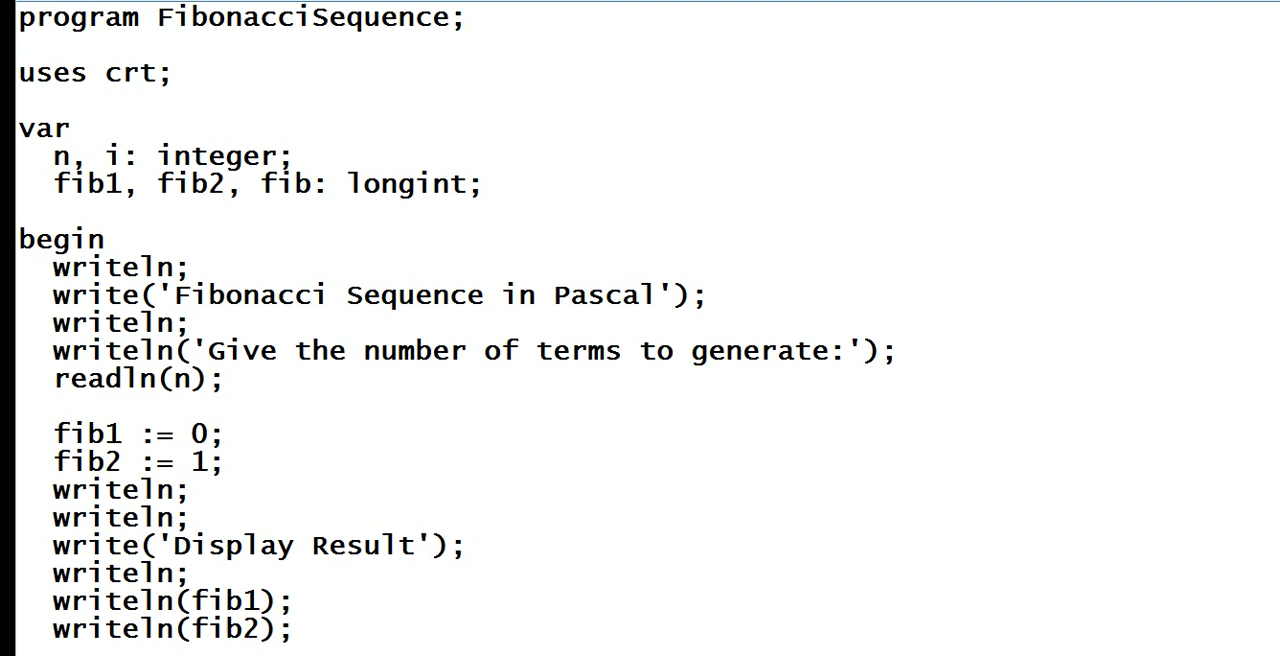 program FibonacciSequence;
uses crt;
var
n, i: integer;
fib1, fib2, fib: longint;
begin
writeln;
write('Fibonacci Sequence in Pascal');
writeln;
writeln('Give the number of terms to generate:');
readln(n);
fib1 := 0;
fib2 := 1;
writeln;
writeln;
write('Display Result');
writeln;
writeln(fib1);
writeln(fib2);